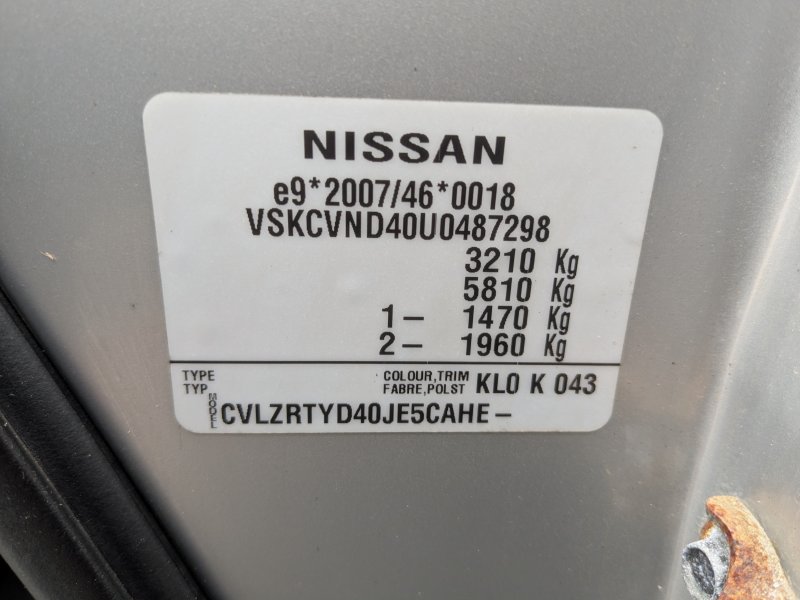 NISSAN
e9*2007/46*0018
VSKCVND40U0487298
3210 Kg
5810 Kg
1- 1470 Kg
2- 1960 Kg
TYPE COLOUR,TRIM KL0 K 043
TYP FABRE,POLST
MODEL CVLZRTYD40JE5CAHE-